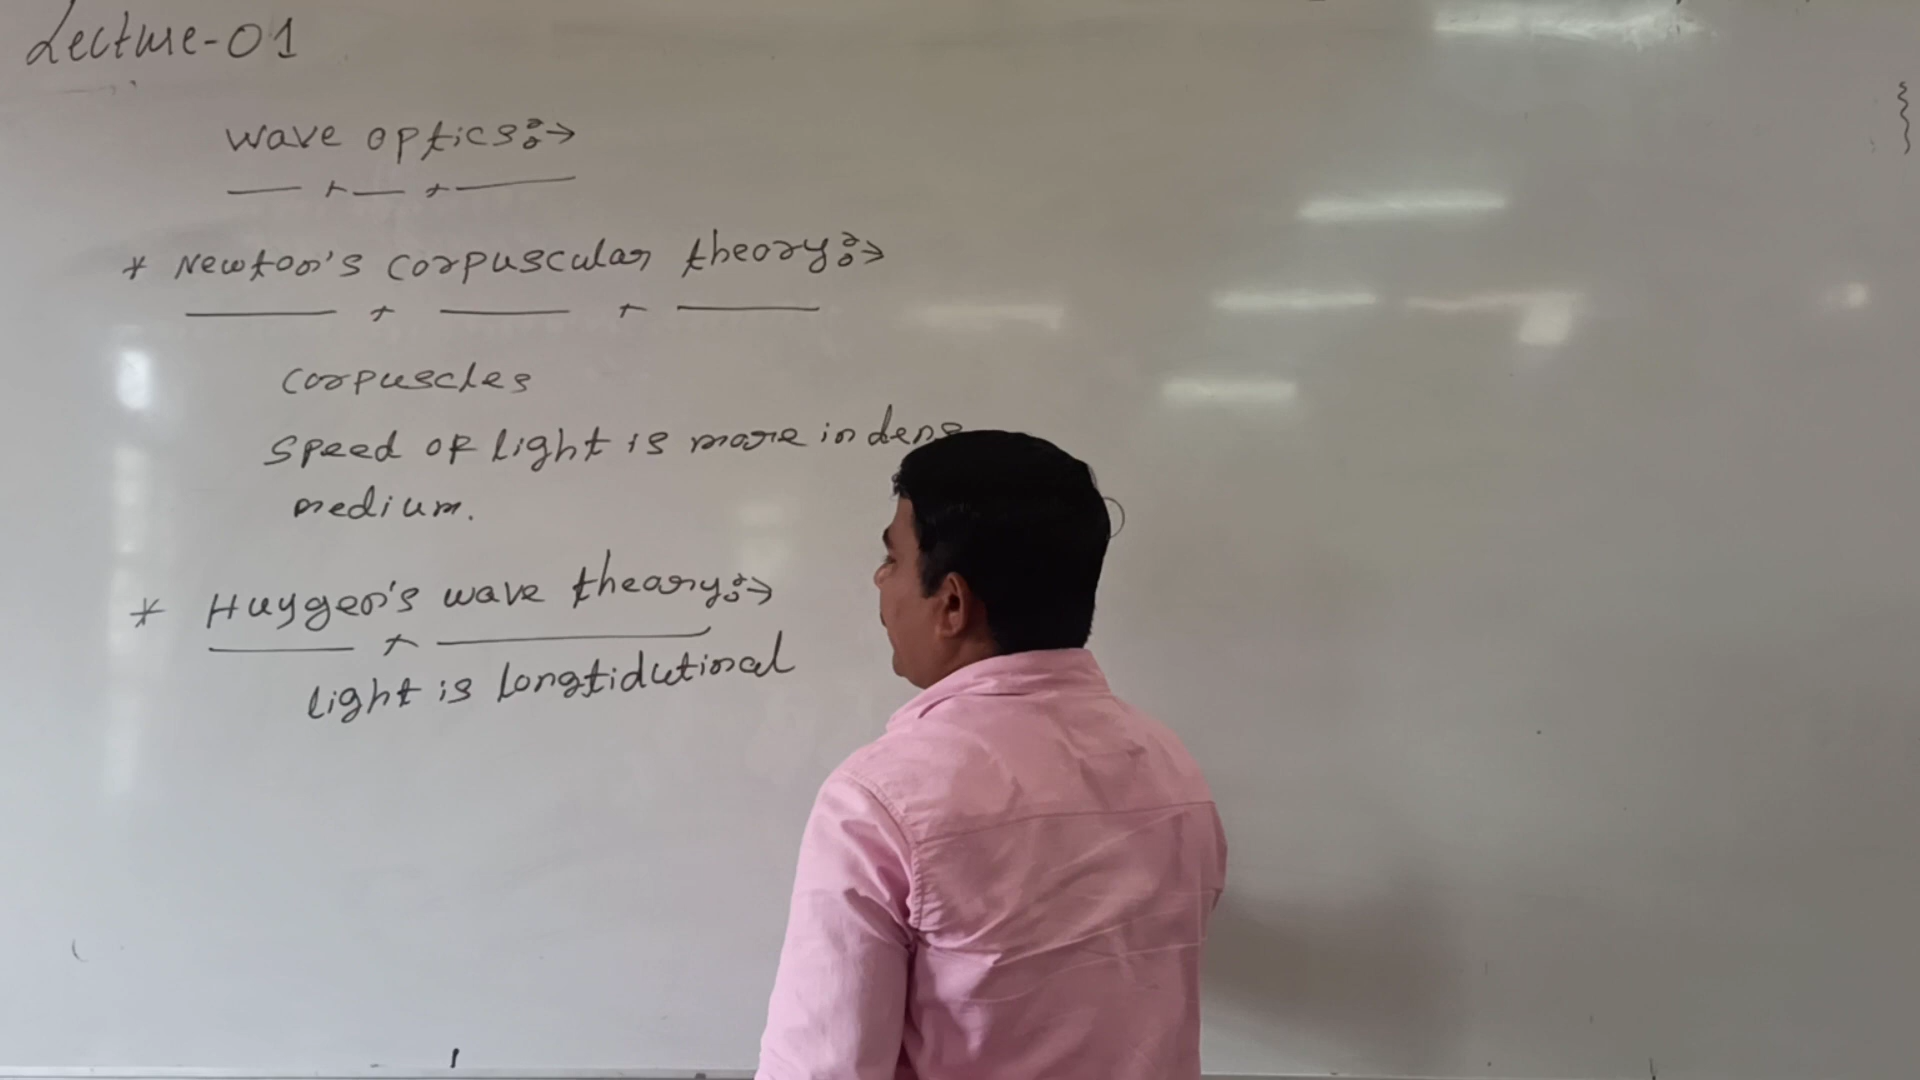 Lecture-01
wave optics:→
* Newton's corpuscular theory:→
corpuscles
speed of light is more in dense
medium.
* Huygen's wave theory:→
light is longtidutional